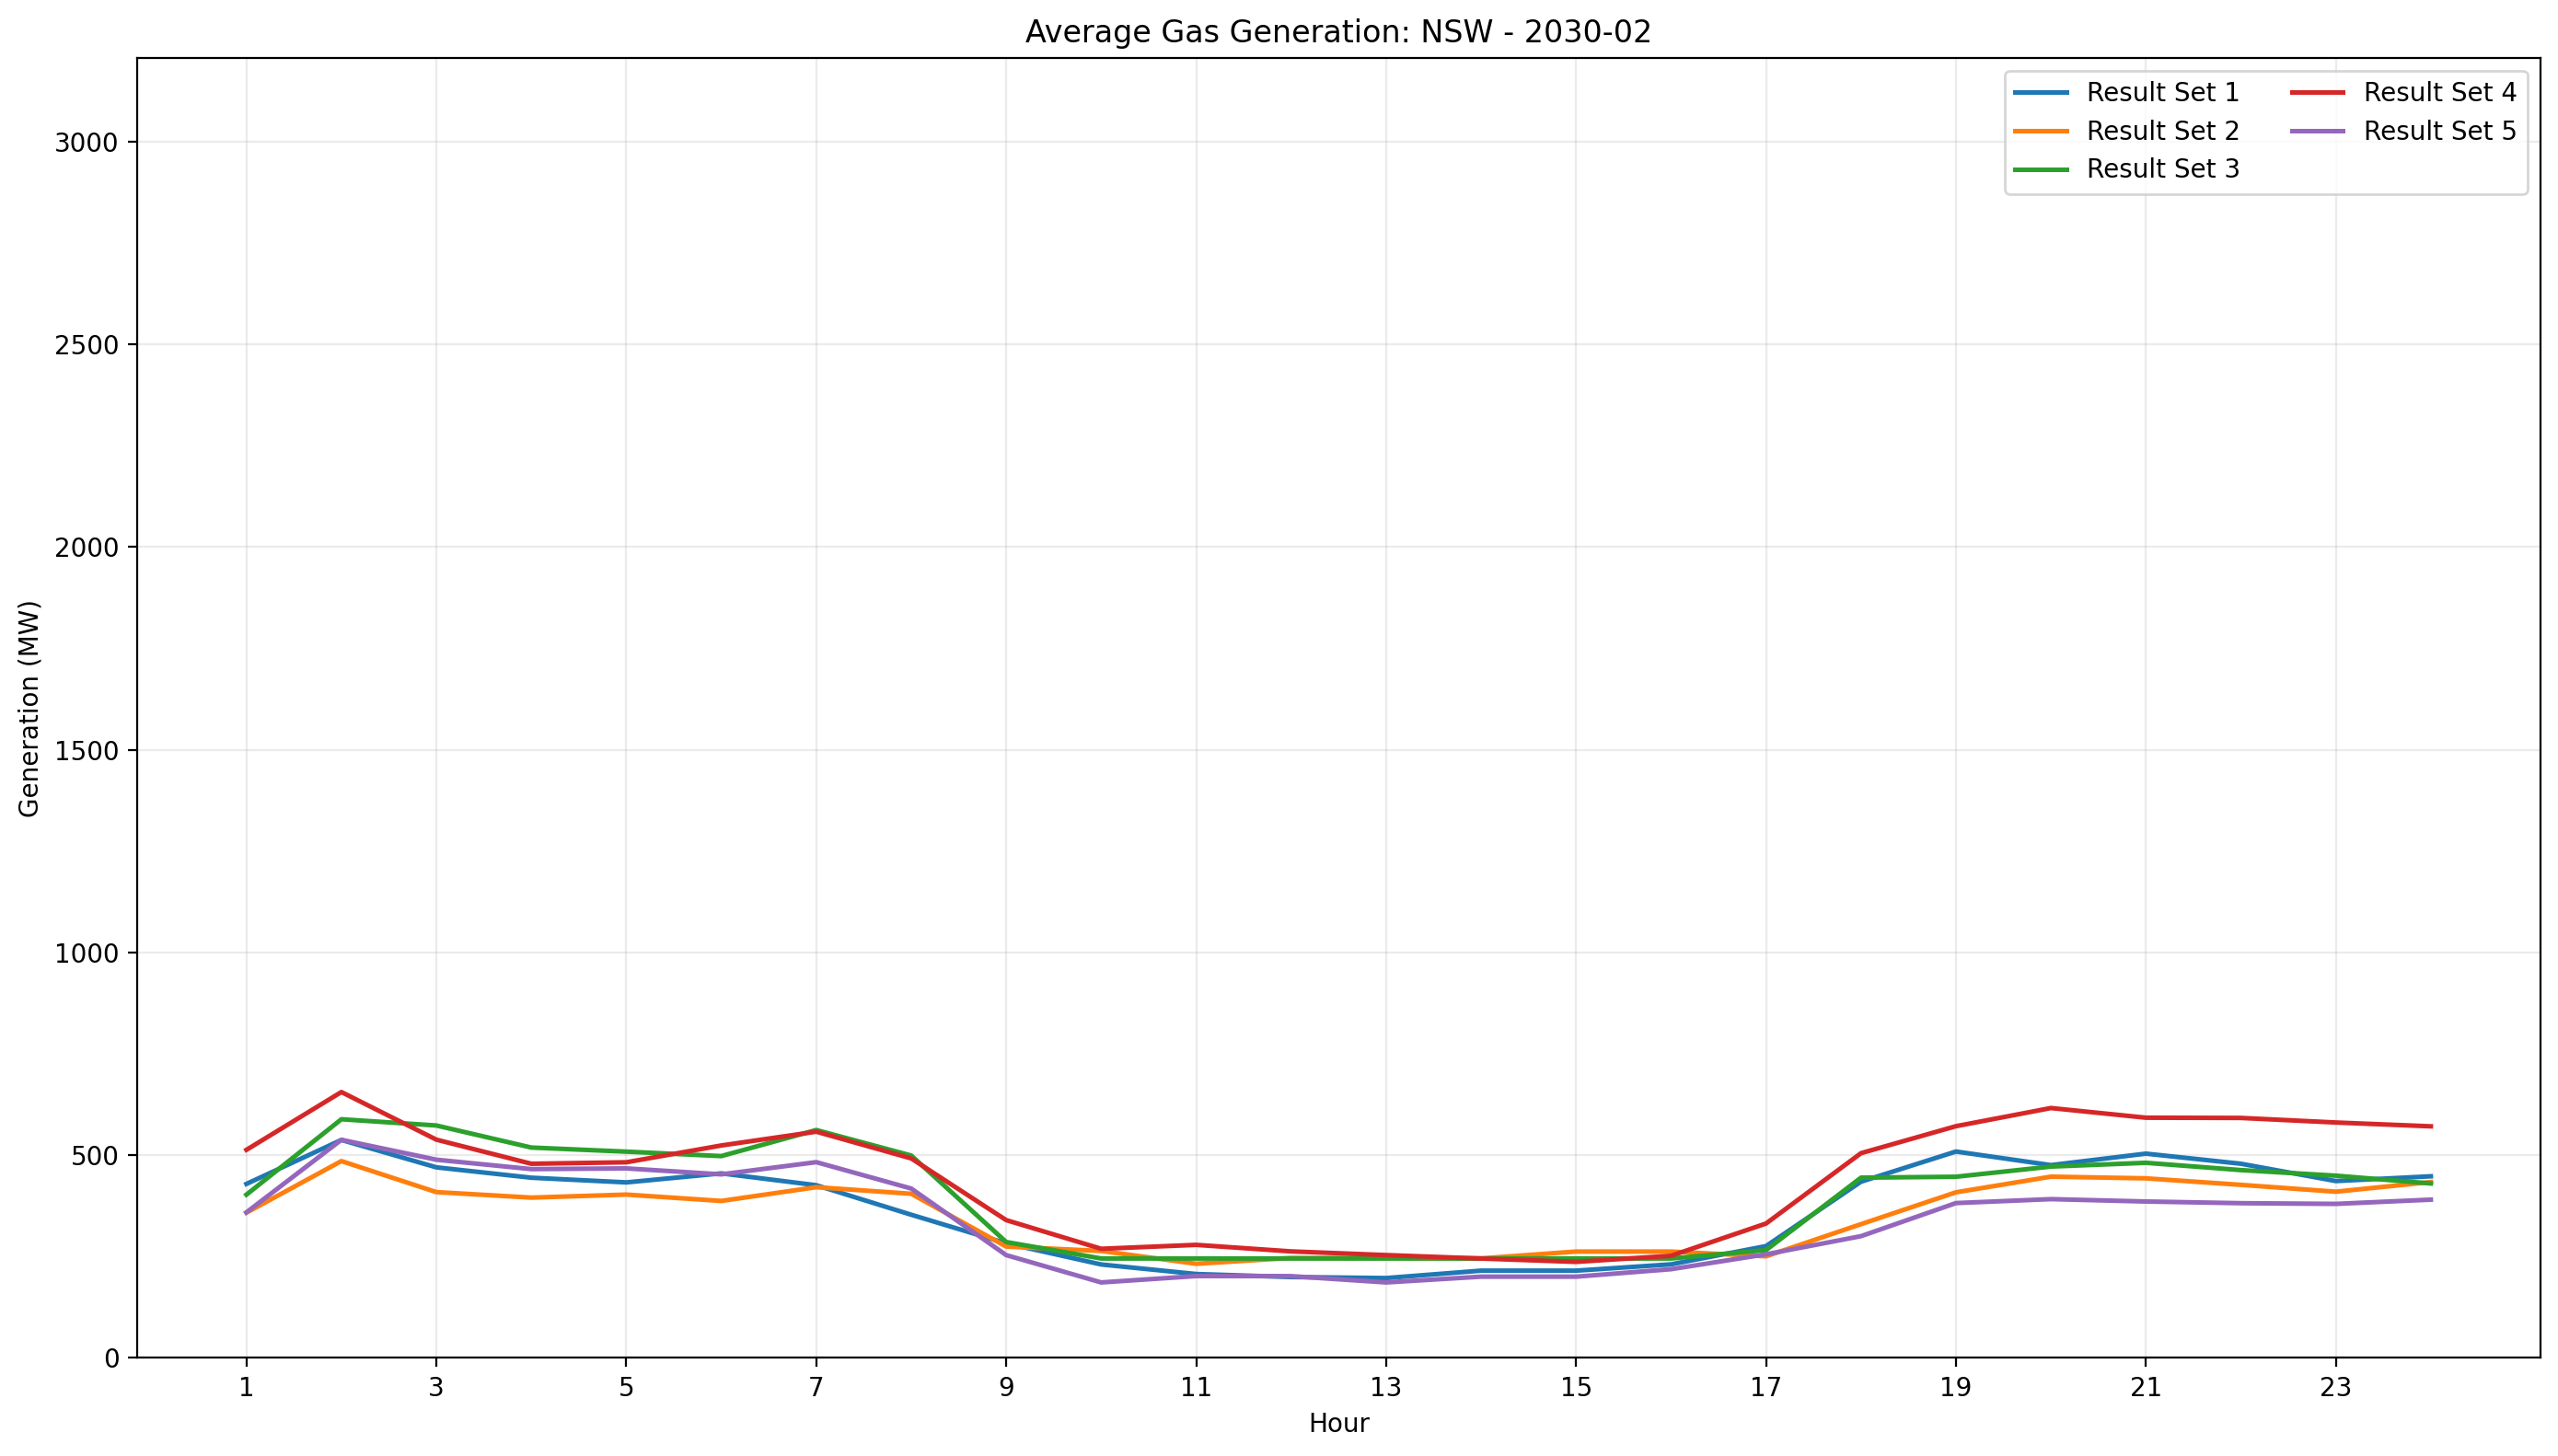 Average Gas Generation: NSW - 2030-02
Result Set 1
Result Set 2
Result Set 3
Result Set 4
Result Set 5
Generation (MW)
3000
2500
2000
1500
1000
500
0
1 3 5 7 9 11 13 15 17 19 21 23
Hour